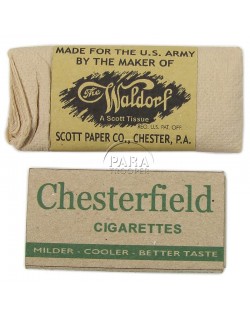 MADE FOR THE U.S. ARMY
BY THE MAKER OF
The Waldorf
A Scott Tissue
REG. U.S. PAT. OFF.
SCOTT PAPER CO., CHESTER, P.A.
PARA
TROOPER
Chesterfield
CIGARETTES
MILDER - COOLER - BETTER TASTE